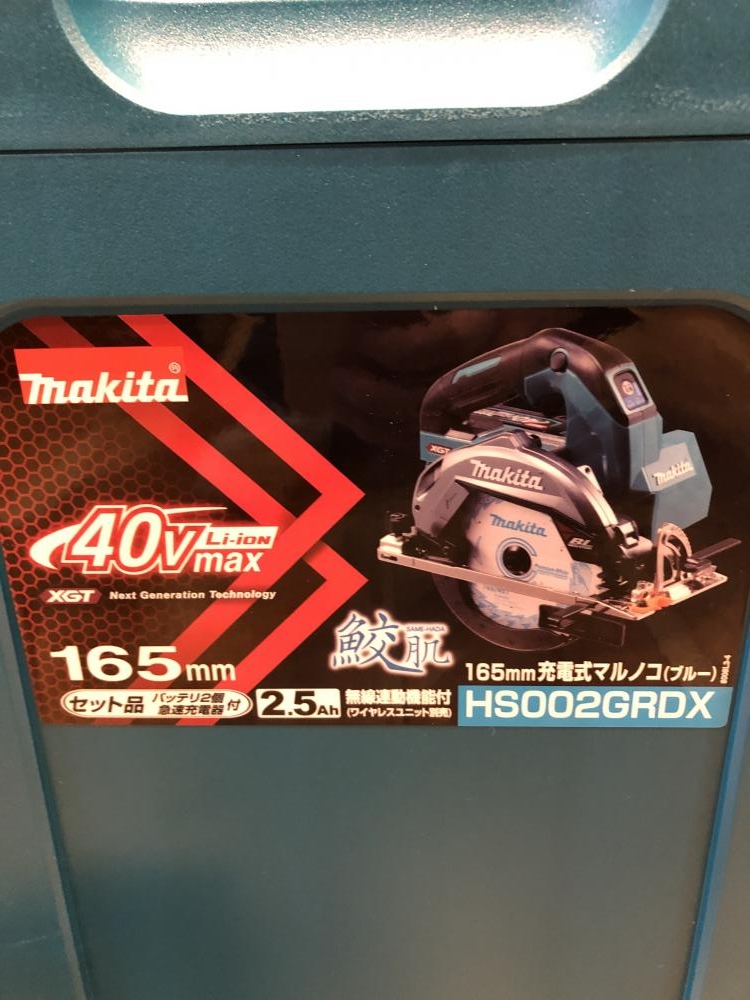 makita®
40Vmax Li-ion
XGT Next Generation Technology
165mm
セット品 バッテリ2個 急速充電器 付
2.5Ah
無線連動機能付
(ワイヤレスユニット別売)
鮫肌
SAME-HADA
XGT
makita
makita
makita
165mm充電式マルノコ(ブルー)
HS002GRDX